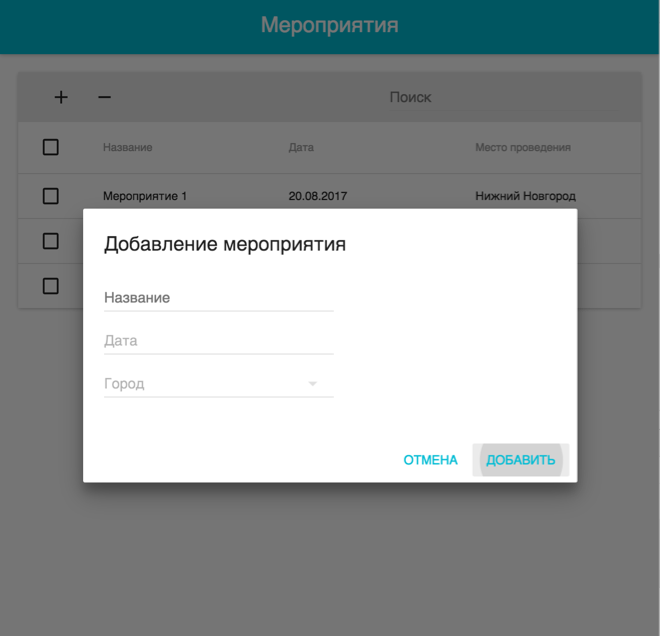 Мероприятия
Поиск
Название Дата Место проведения
Мероприятие 1 20.08.2017 Нижний Новгород
Добавление мероприятия
Название
Дата
Город
ОТМЕНА ДОБАВИТЬ